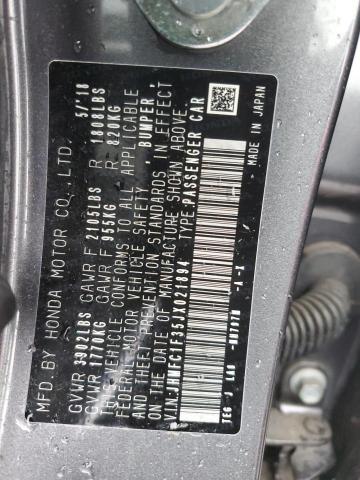 MFD. BY HONDA MOTOR CO., LTD. 5/'18
GVWR 3902LBS GAWR F 2105LBS R 1808LBS
GVWR 1770KG GAWR F 955KG R 820KG
THIS VEHICLE CONFORMS TO ALL APPLICABLE
FEDERAL MOTOR VEHICLE SAFETY, BUMPER,
AND THEFT PREVENTION STANDARDS IN EFFECT
ON THE DATE OF MANUFACTURE SHOWN ABOVE.
V.I.N.: TYPE:PASSENGER CAR
MADE IN JAPAN